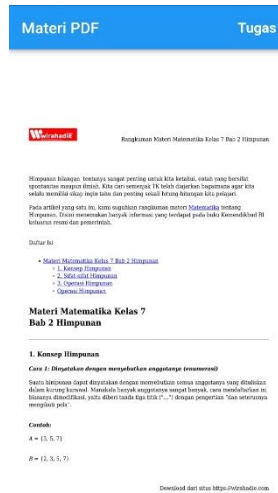 Materi PDF Tugas
Wirahadie
Rangkuman Materi Matematika Kelas 7 Bab 2 Himpunan
Himpunan bilangan tentunya sangat penting untuk kita ketahui, entah yang bersifat
spontanitas maupun ilmiah. Kita dari semenjak TK telah diajarkan bagaimana agar kita
selalu memiliki sikap ingin tahu dan penting sekali hitung-hitungan kita pelajari.
Pada artikel yang satu ini, kami suguhkan rangkuman materi Matematika tentang
Himpunan. Disini menemukan banyak informasi yang terdapat pada buku Kemendikbud RI
keluaran resmi dan pemerintah.
Daftar Isi
• Materi Matematika Kelas 7 Bab 2 Himpunan
1. Konsep Himpunan
2. Sifat-sifat Himpunan
3. Operasi Himpunan
Operasi Himpunan
Materi Matematika Kelas 7
Bab 2 Himpunan
1. Konsep Himpunan
Cara 1: Dinyatakan dengan menyebutkan anggotanya (enumerasi)
Suatu himpunan dapat dinyatakan dengan menyebutkan semua anggotanya yang dituliskan
dalam kurung kurawal. Manakala banyak anggotanya sangat banyak, cara mendaftarkan ini
biasanya dimodifikasi, yaitu diberi tanda tiga titik ("...") dengan pengertian "dan seterusnya
mengikuti pola".
Contoh:
A = {3, 5, 7}
B = {2, 3, 5, 7}
Download dari situs https://wirahadie.com